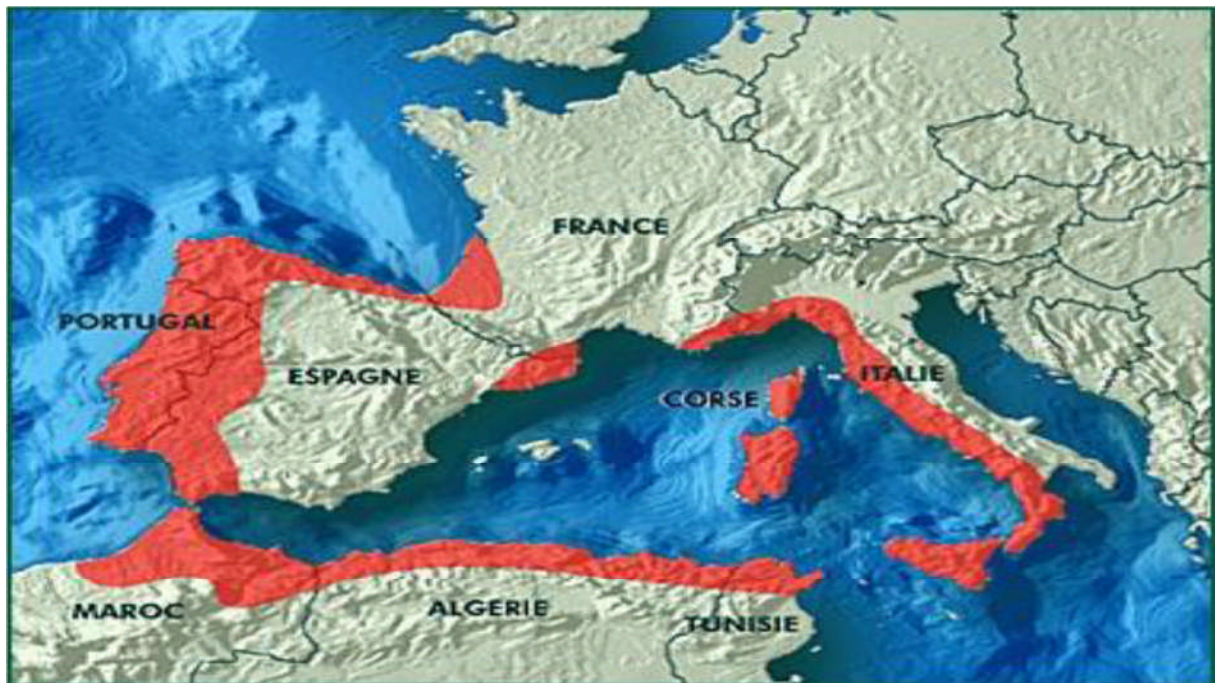 FRANCE
PORTUGAL
ESPAGNE
CORSE
ITALIE
MAROC
ALGERIE
TUNISIE